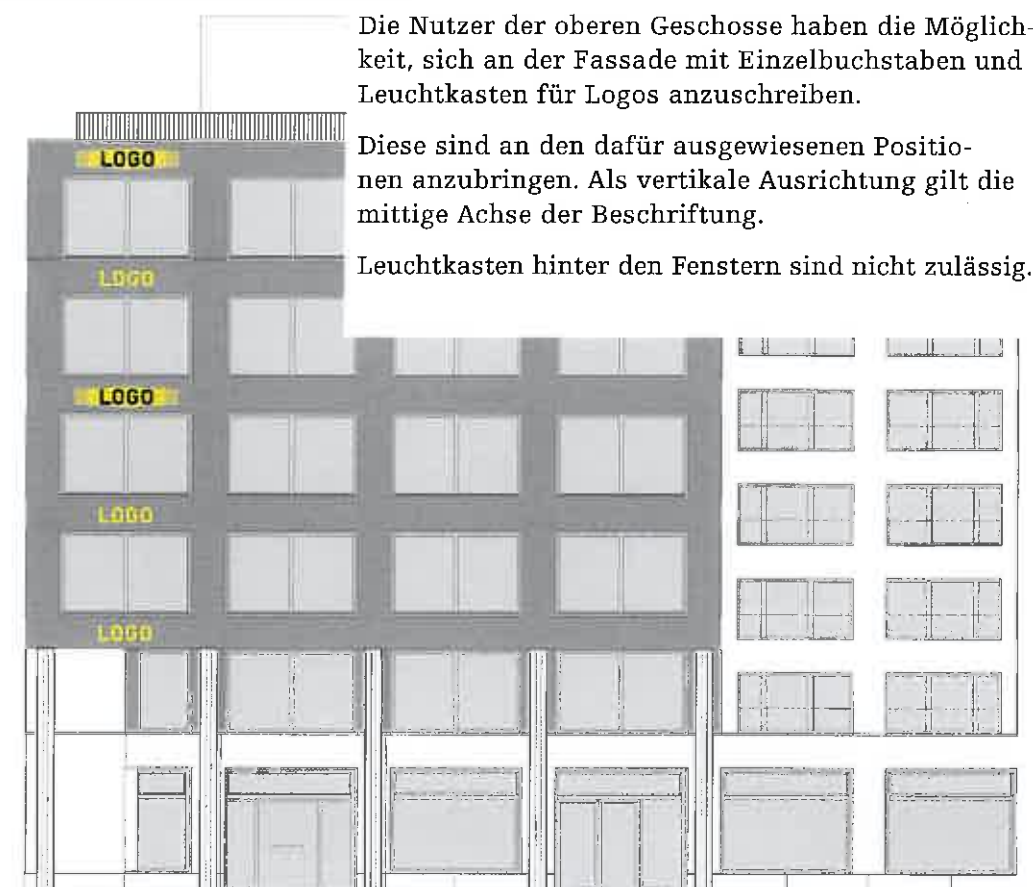 Die Nutzer der oberen Geschosse haben die Möglich-
keit, sich an der Fassade mit Einzelbuchstaben und
Leuchtkasten für Logos anzuschreiben.
Diese sind an den dafür ausgewiesenen Positio-
nen anzubringen. Als vertikale Ausrichtung gilt die
mittige Achse der Beschriftung.
Leuchtkasten hinter den Fenstern sind nicht zulässig.
LOGO
LOGO
LOGO
LOGO
LOGO